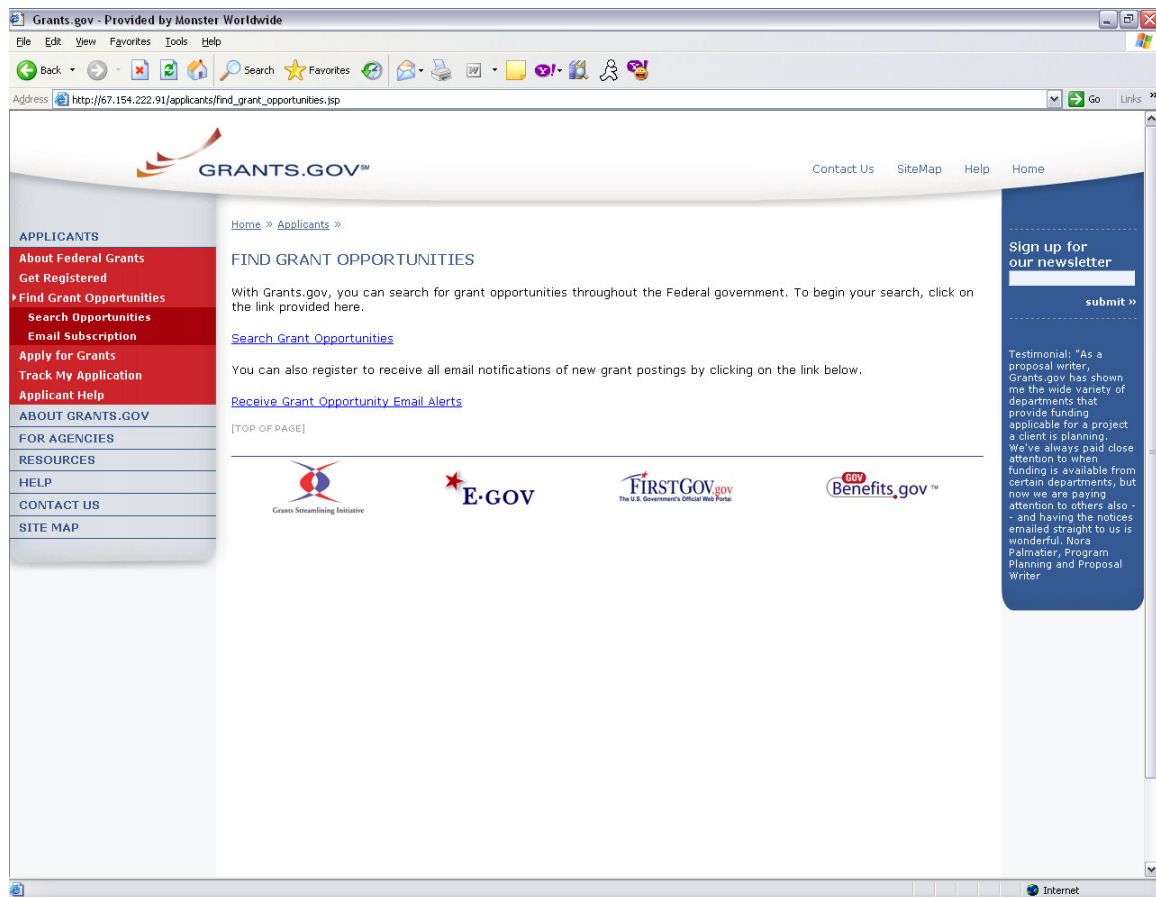 Grants.gov - Provided by Monster Worldwide
File Edit View Favorites Tools Help
Back Search Favorites
Address http://67.154.222.91/applicants/find_grant_opportunities.jsp Go Links »
GRANTS.GOV℠
Contact Us SiteMap Help Home
APPLICANTS
About Federal Grants
Get Registered
Find Grant Opportunities
Search Opportunities
Email Subscription
Apply for Grants
Track My Application
Applicant Help
ABOUT GRANTS.GOV
FOR AGENCIES
RESOURCES
HELP
CONTACT US
SITE MAP
Home » Applicants »
FIND GRANT OPPORTUNITIES
With Grants.gov, you can search for grant opportunities throughout the Federal government. To begin your search, click on
the link provided here.
Search Grant Opportunities
You can also register to receive all email notifications of new grant postings by clicking on the link below.
Receive Grant Opportunity Email Alerts
[TOP OF PAGE]
Grants Streamlining Initiative
E·GOV
FIRSTGOV.gov
The U.S. Government's Official Web Portal
GOV
Benefits.gov ™
Sign up for
our newsletter
submit »
Testimonial: "As a
proposal writer,
Grants.gov has shown
me the wide variety of
departments that
provide funding
applicable for a project
a client is planning.
We've always paid close
attention to when
funding is available from
certain departments, but
now we are paying
attention to others also -
- and having the notices
emailed straight to us is
wonderful. Nora
Palmatier, Program
Planning and Proposal
Writer
Internet